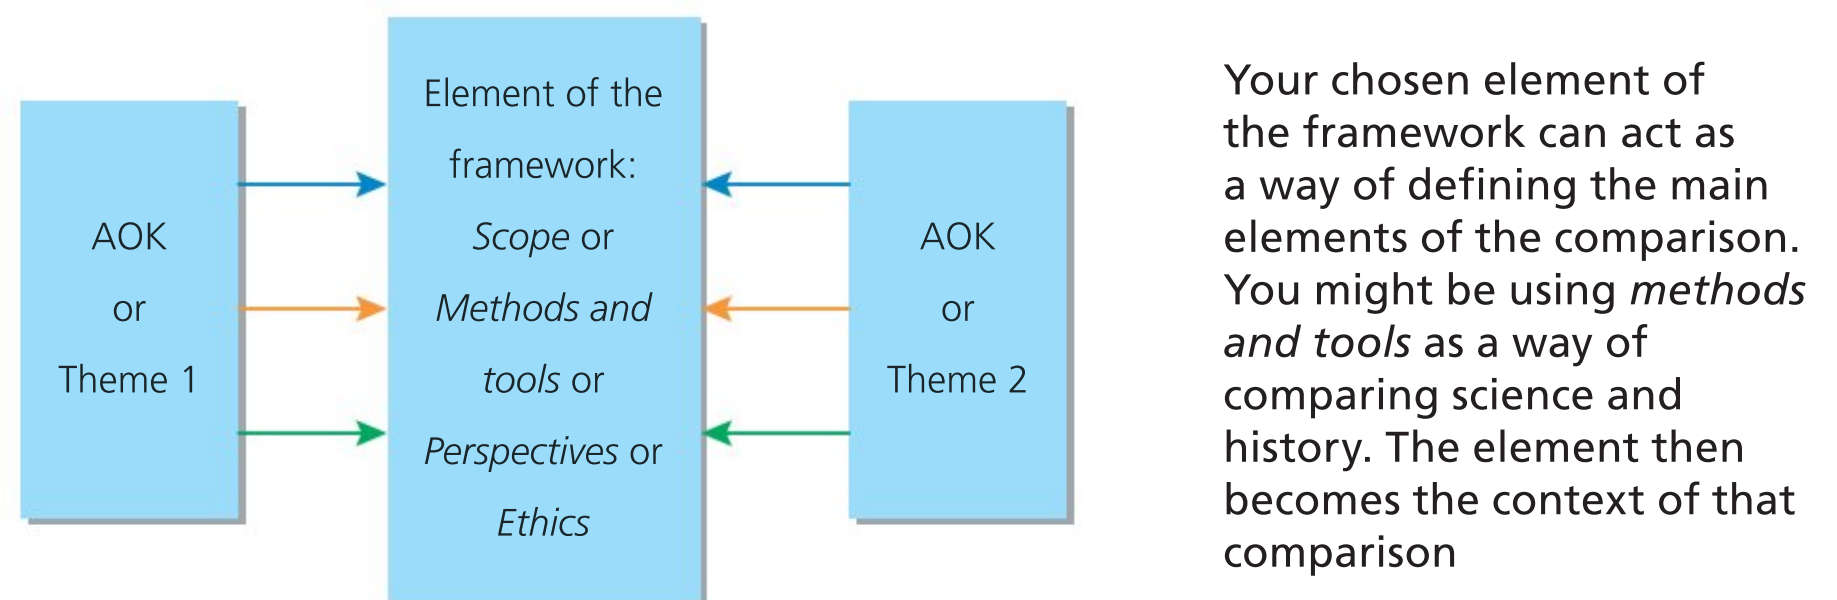 AOK
or
Theme 1
Element of the
framework:
Scope or
Methods and
tools or
Perspectives or
Ethics
AOK
or
Theme 2
Your chosen element of
the framework can act as
a way of defining the main
elements of the comparison.
You might be using methods
and tools as a way of
comparing science and
history. The element then
becomes the context of that
comparison